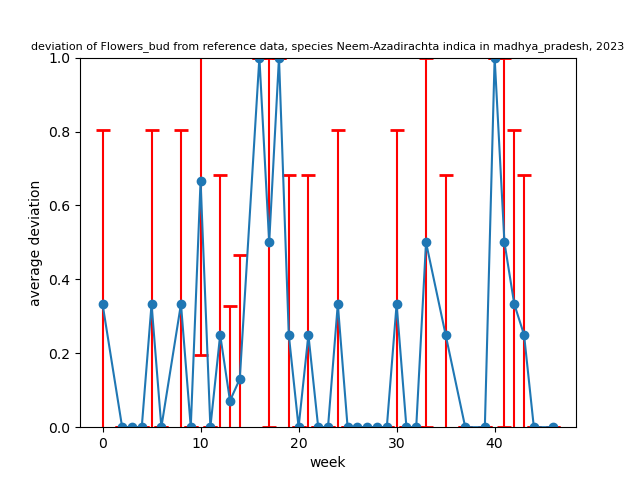 deviation of Flowers_bud from reference data, species Neem-Azadirachta indica in madhya_pradesh, 2023
1.0
0.8
0.6
0.4
0.2
0.0
average deviation
0 10 20 30 40
week